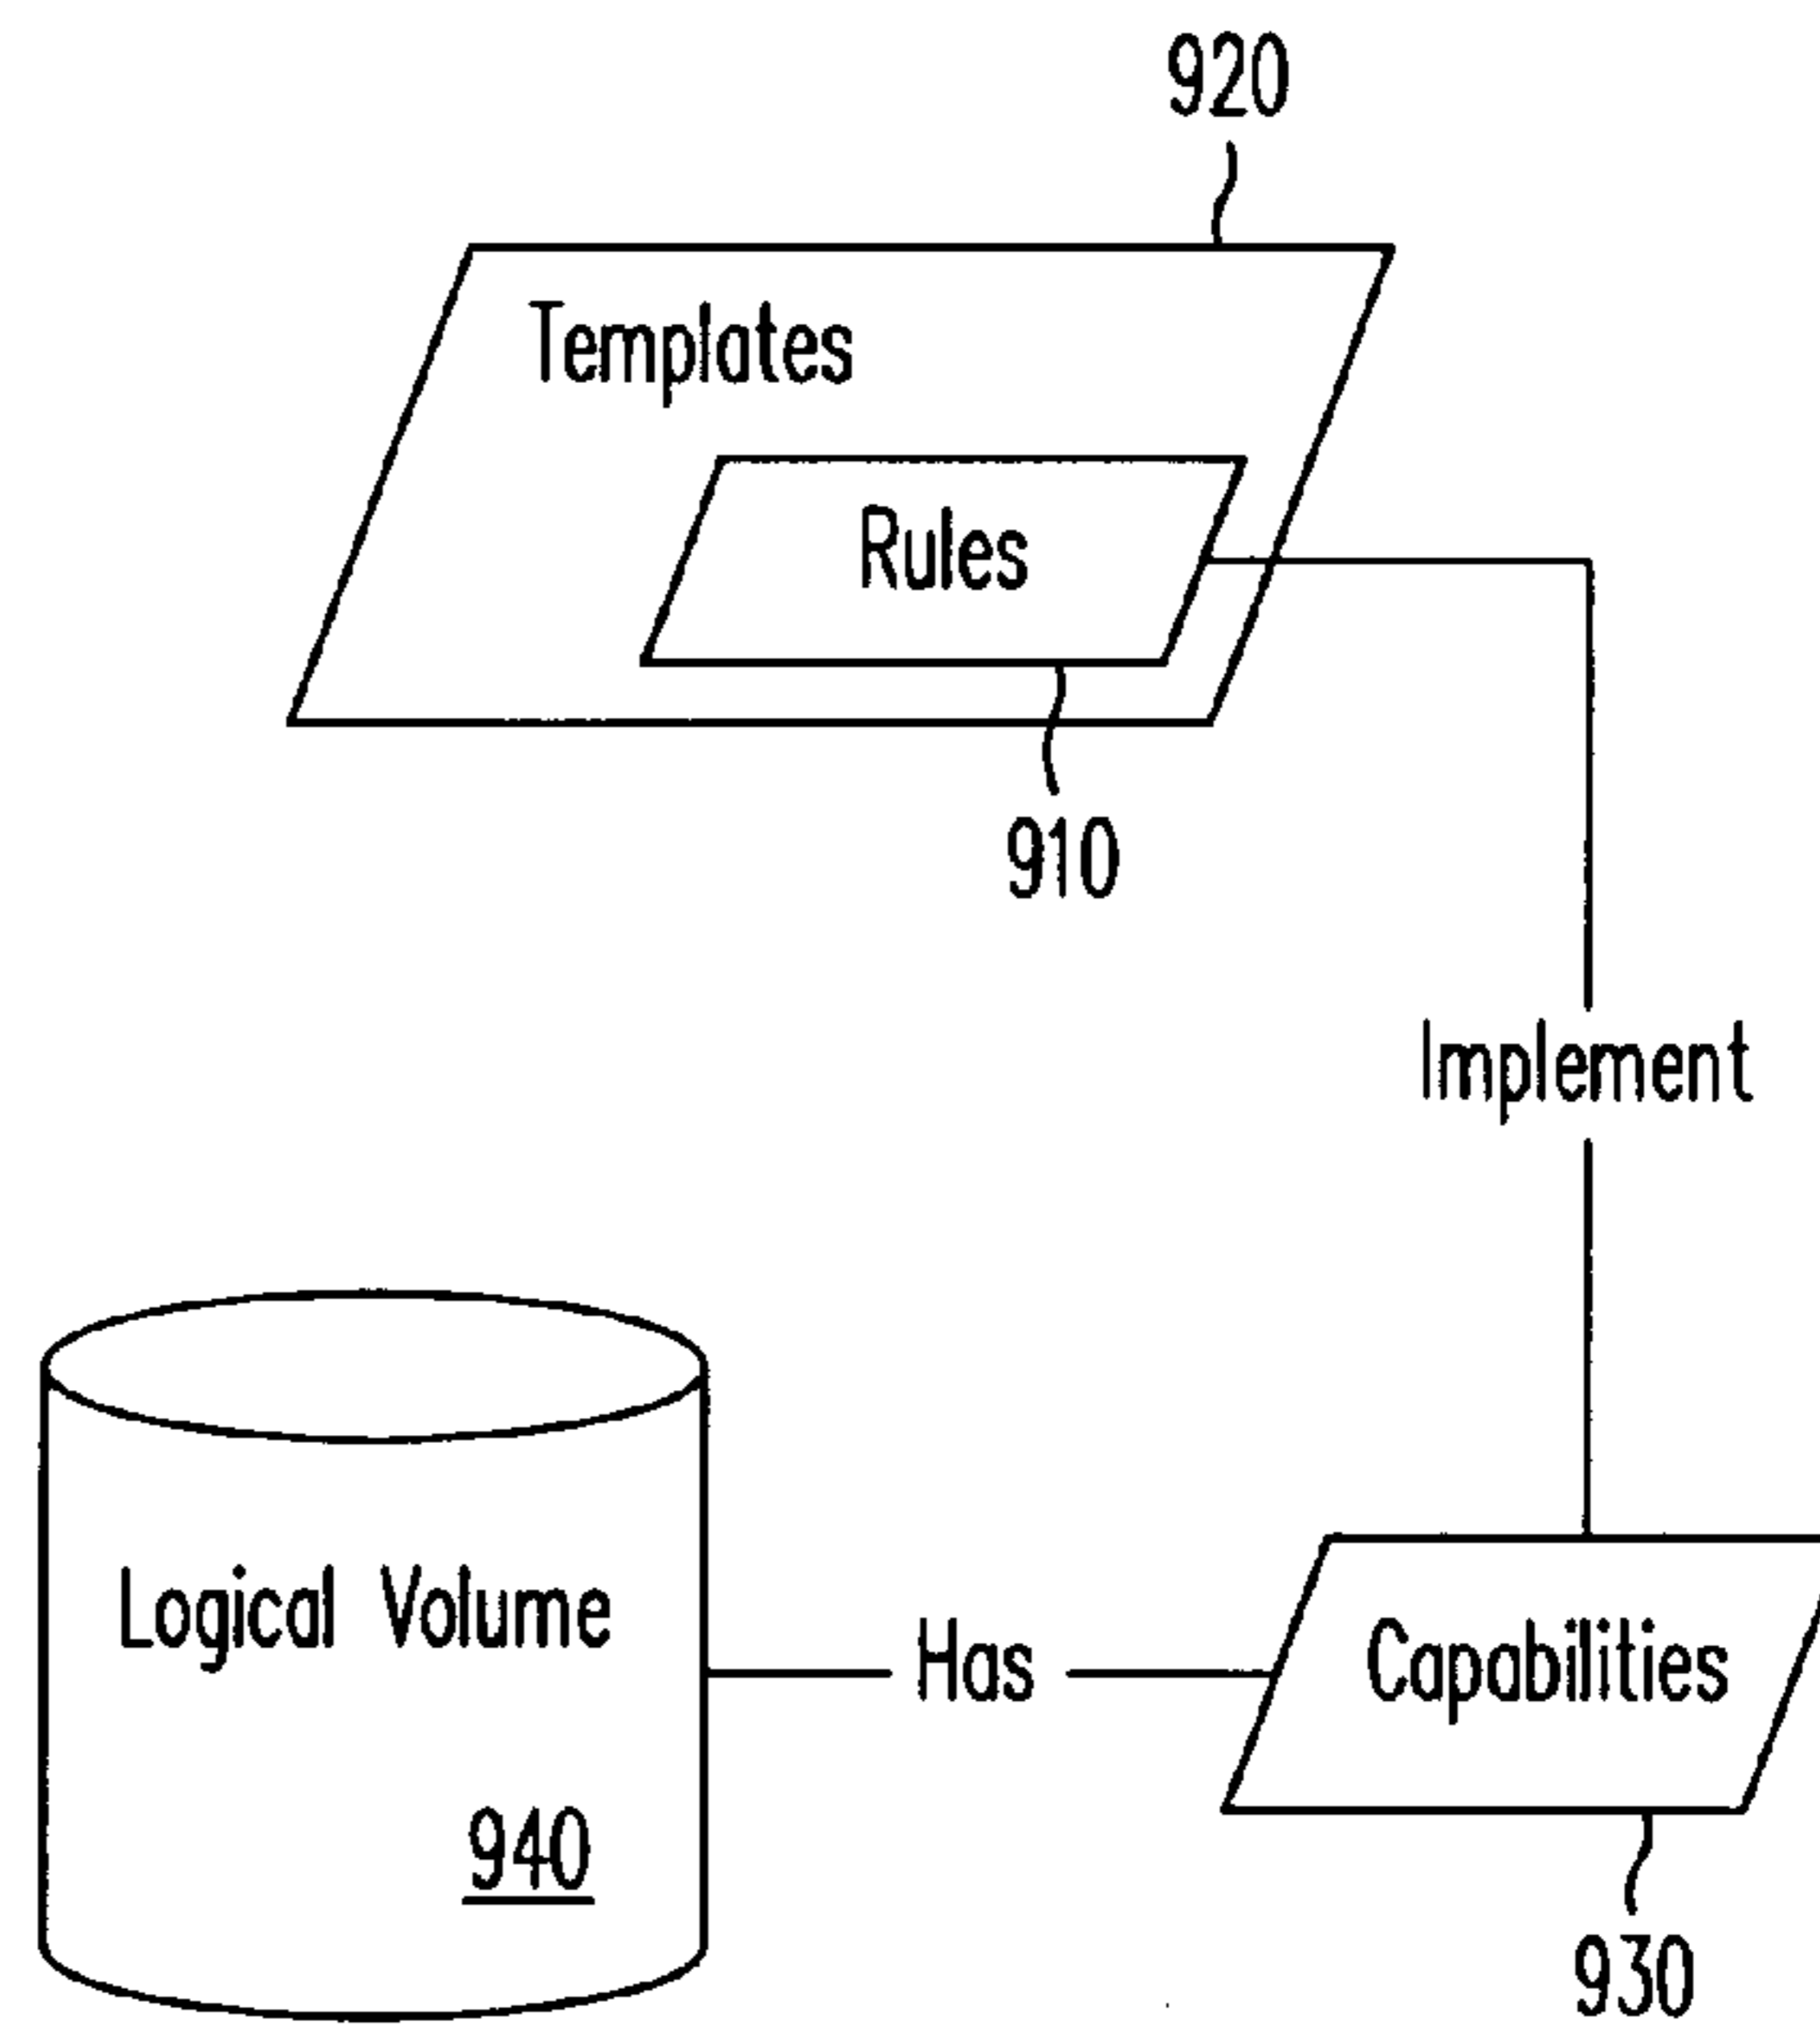 920
Templates
Rules
910
Implement
Logical Volume
Has
Capabilities
940
930